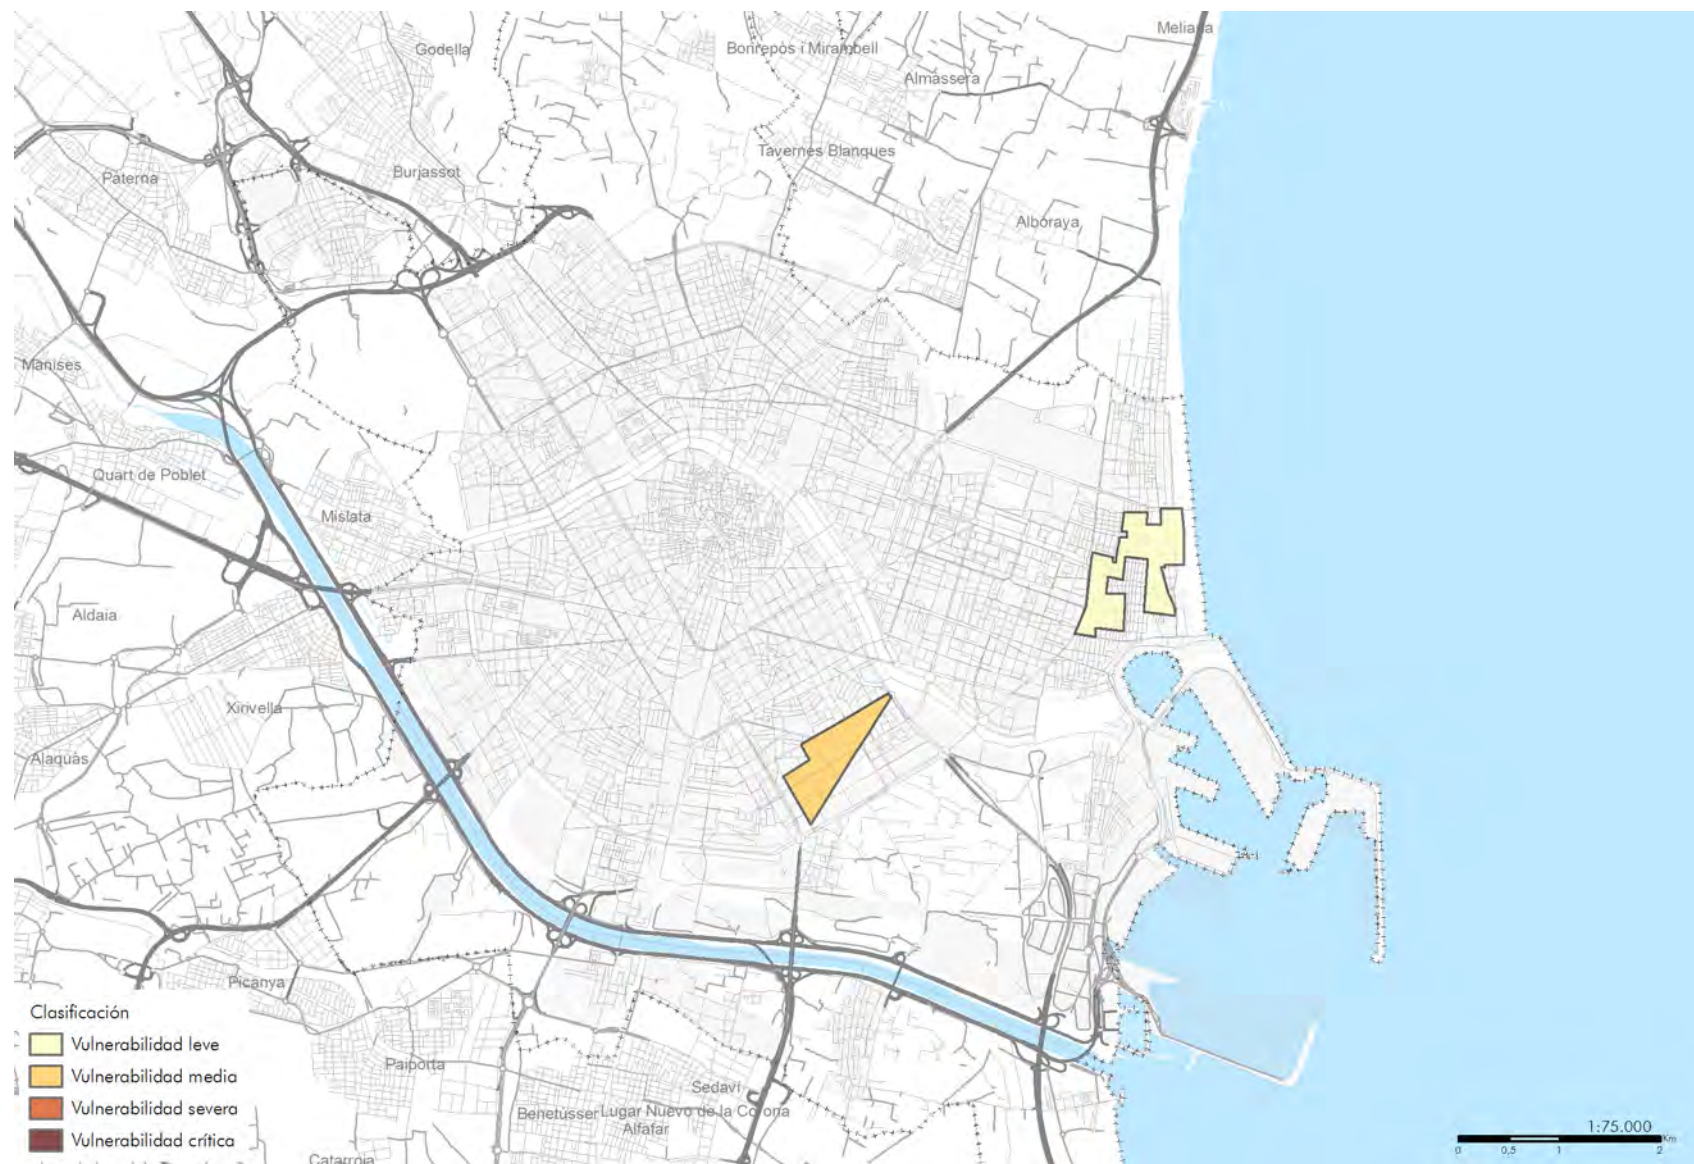 Meliana
Godella
Bonrepòs i Mirambell
Almàssera
Tavernes Blanques
Burjassot
Paterna
Alboraya
Manises
Quart de Poblet
Mislata
Aldaia
Xirivella
Alaquàs
Picanya
Clasificación
Vulnerabilidad leve
Vulnerabilidad media
Vulnerabilidad severa
Vulnerabilidad crítica
Paiporta
Sedaví
Benetússer
Lugar Nuevo de la Corona
Alfafar
Catarroja
1:75.000
Km
0 0,5 1 2